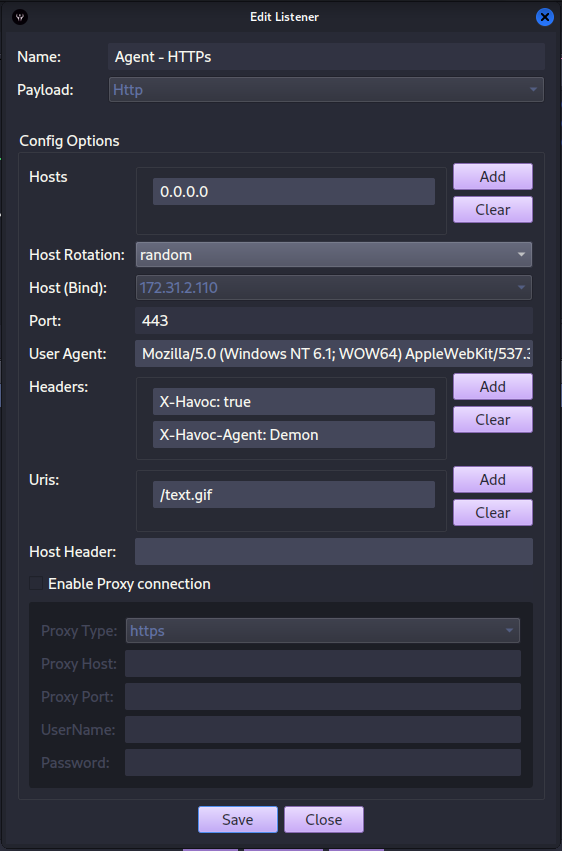 Edit Listener
Name: Agent - HTTPs
Payload: Http
Config Options
Hosts 0.0.0.0 Add
Clear
Host Rotation: random
Host (Bind): 172.31.2.110
Port: 443
User Agent: Mozilla/5.0 (Windows NT 6.1; WOW64) AppleWebKit/537.3
Headers: X-Havoc: true Add
X-Havoc-Agent: Demon Clear
Uris: /text.gif Add
Clear
Host Header:
Enable Proxy connection
Proxy Type: https
Proxy Host:
Proxy Port:
UserName:
Password:
Save Close